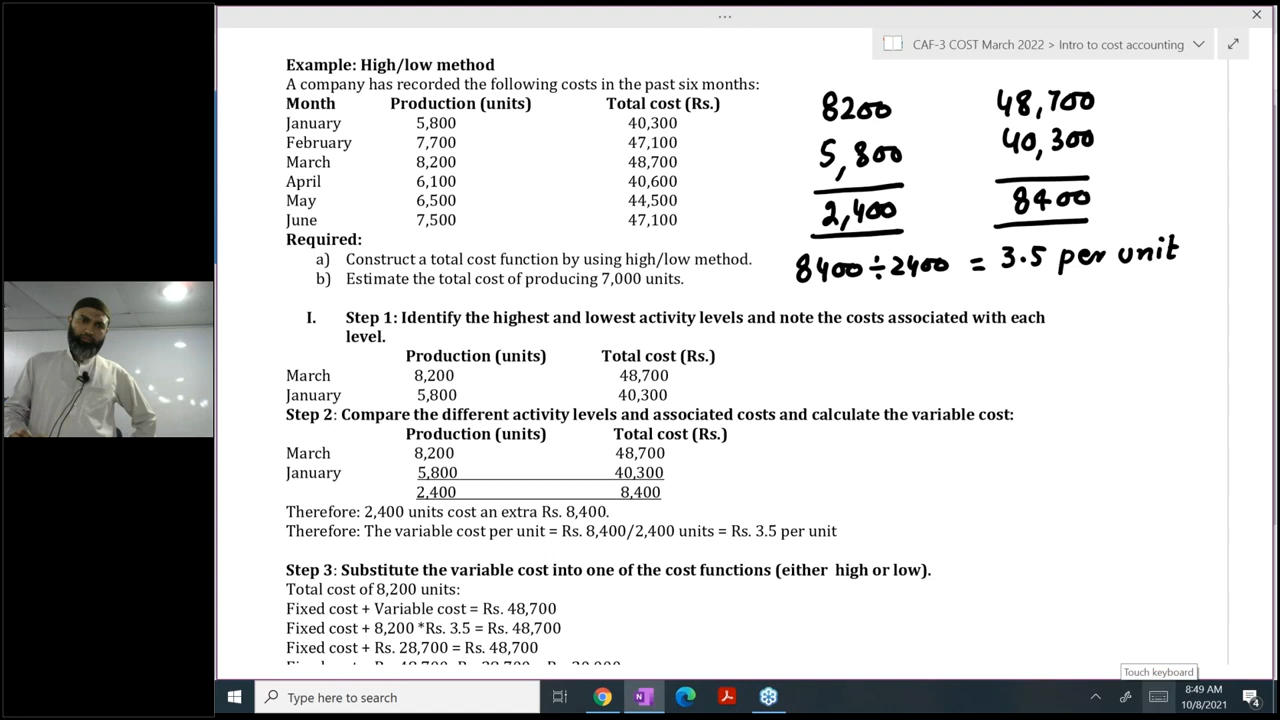 CAF-3 COST March 2022 > Intro to cost accounting
Example: High/low method
A company has recorded the following costs in the past six months:
Month Production (units) Total cost (Rs.)
January 5,800 40,300
February 7,700 47,100
March 8,200 48,700
April 6,100 40,600
May 6,500 44,500
June 7,500 47,100
Required:
a) Construct a total cost function by using high/low method.
b) Estimate the total cost of producing 7,000 units.
8200 48,700
5,800 40,300
2,400 8400
8400÷2400 = 3.5 per unit
I. Step 1: Identify the highest and lowest activity levels and note the costs associated with each
level.
Production (units) Total cost (Rs.)
March 8,200 48,700
January 5,800 40,300
Step 2: Compare the different activity levels and associated costs and calculate the variable cost:
Production (units) Total cost (Rs.)
March 8,200 48,700
January 5,800 40,300
2,400 8,400
Therefore: 2,400 units cost an extra Rs. 8,400.
Therefore: The variable cost per unit = Rs. 8,400/2,400 units = Rs. 3.5 per unit
Step 3: Substitute the variable cost into one of the cost functions (either high or low).
Total cost of 8,200 units:
Fixed cost + Variable cost = Rs. 48,700
Fixed cost + 8,200 *Rs. 3.5 = Rs. 48,700
Fixed cost + Rs. 28,700 = Rs. 48,700
Touch keyboard
Type here to search
8:49 AM
10/8/2021
4